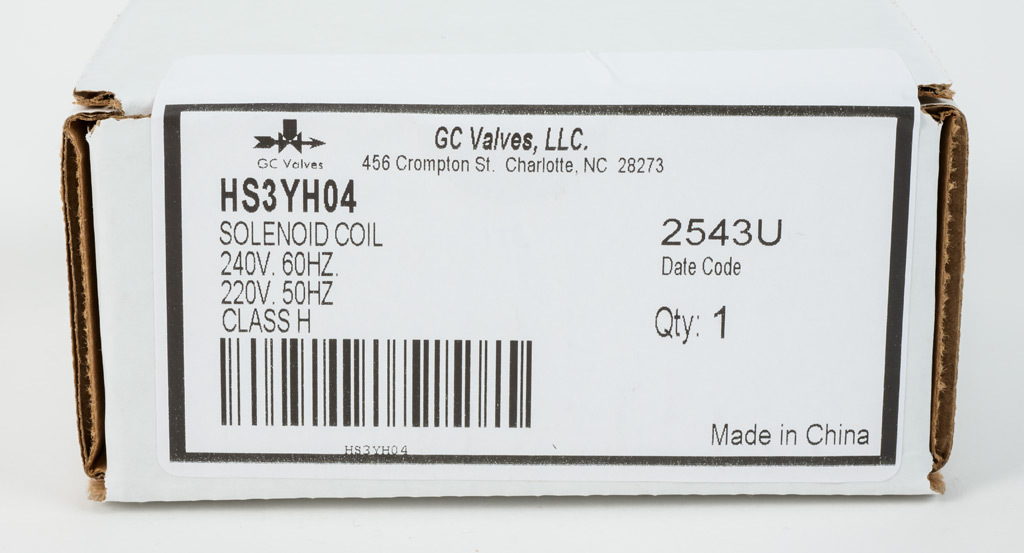 GC Valves, LLC.
GC Valves
456 Crompton St. Charlotte, NC 28273
HS3YH04
SOLENOID COIL
240V. 60HZ.
220V. 50HZ
CLASS H
2543U
Date Code
Qty: 1
HS3YH04
Made in China